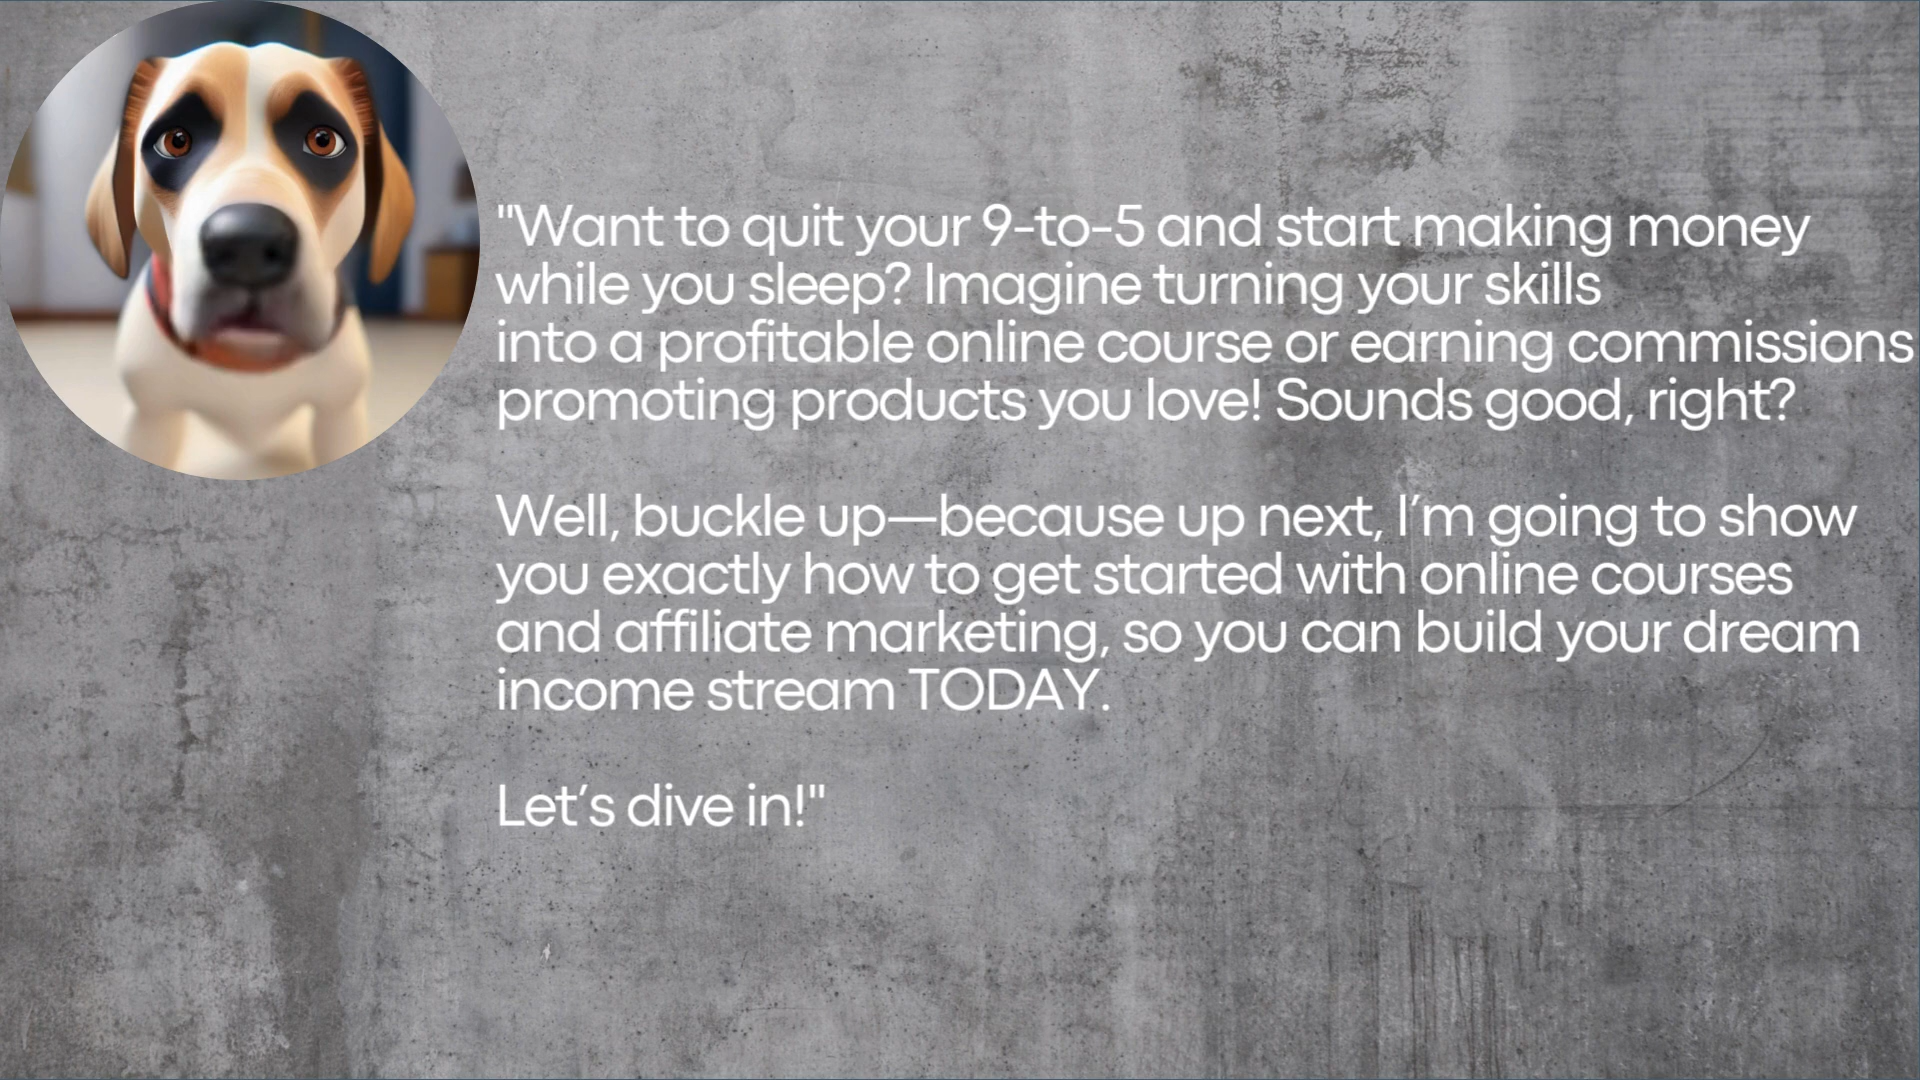 "Want to quit your 9-to-5 and start making money
while you sleep? Imagine turning your skills
into a profitable online course or earning commissions
promoting products you love! Sounds good, right?
Well, buckle up—because up next, I’m going to show
you exactly how to get started with online courses
and affiliate marketing, so you can build your dream
income stream TODAY.
Let’s dive in!"